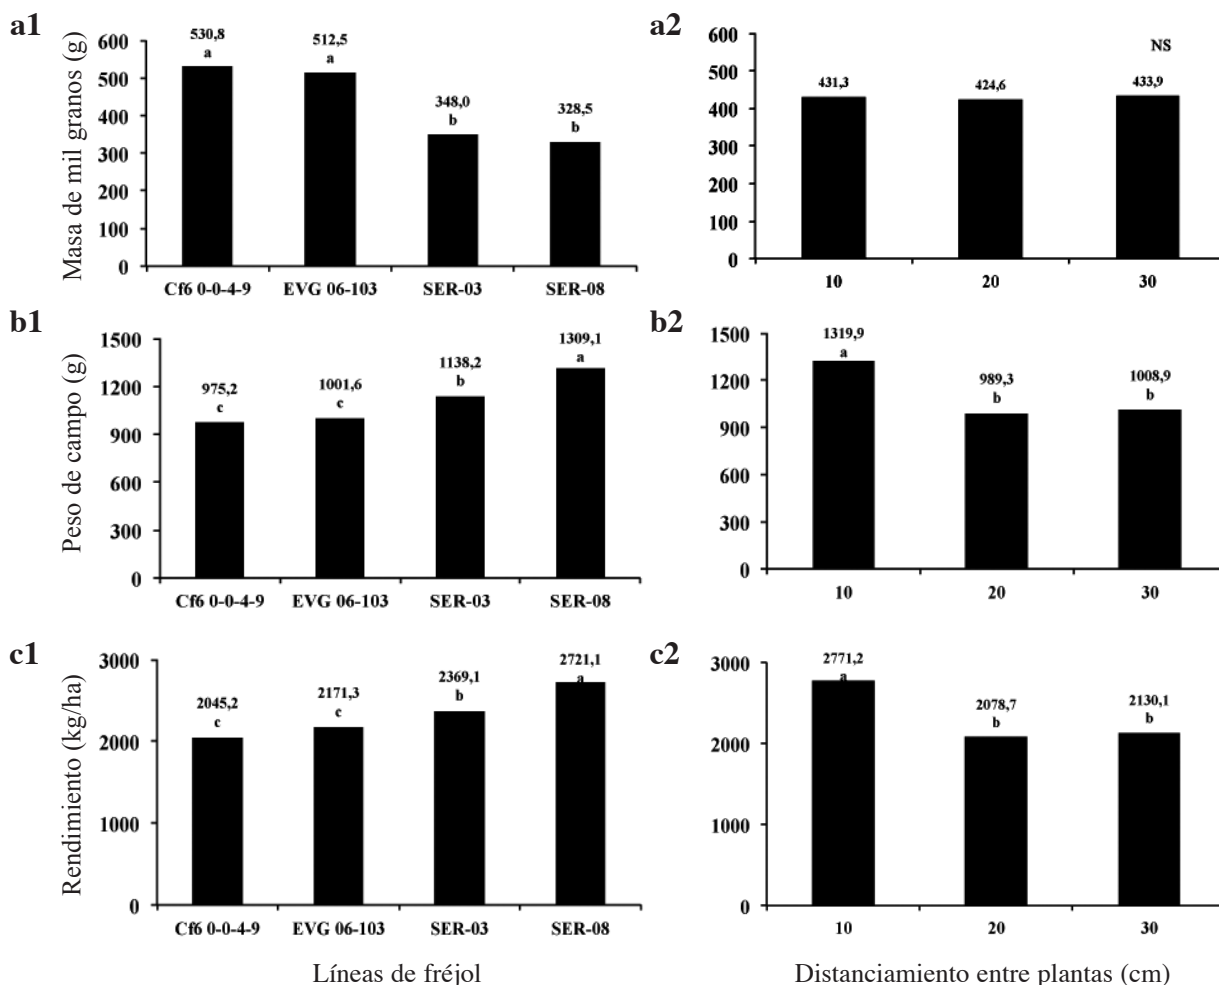 a1
Masa de mil granos (g)
600
500
400
300
200
100
0
530,8
a
512,5
a
348,0
b
328,5
b
Cf6 0-0-4-9 EVG 06-103 SER-03 SER-08
a2
600
500
400
300
200
100
0
NS
431,3
424,6
433,9
10 20 30
b1
Peso de campo (g)
1500
1200
900
600
300
0
975,2
c
1001,6
c
1138,2
b
1309,1
a
Cf6 0-0-4-9 EVG 06-103 SER-03 SER-08
b2
1500
1200
900
600
300
0
1319,9
a
989,3
b
1008,9
b
10 20 30
c1
Rendimiento (kg/ha)
3000
2000
1000
0
2045,2
c
2171,3
c
2369,1
b
2721,1
a
Cf6 0-0-4-9 EVG 06-103 SER-03 SER-08
Líneas de fréjol
c2
3000
2000
1000
0
2771,2
a
2078,7
b
2130,1
b
10 20 30
Distanciamiento entre plantas (cm)